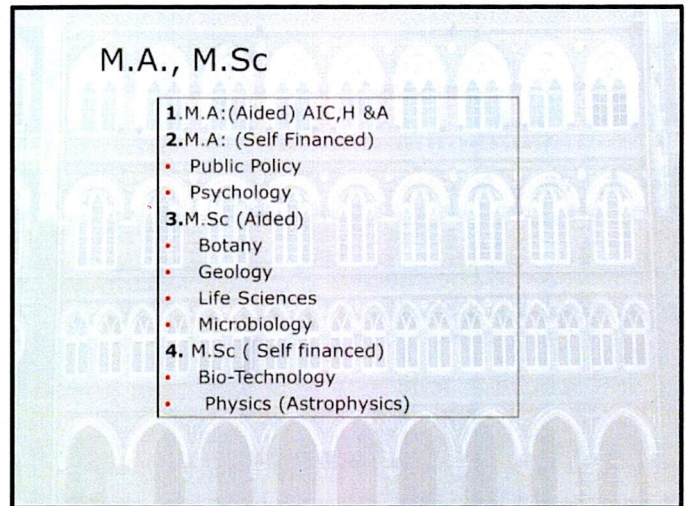 M.A., M.Sc
1.M.A:(Aided) AIC,H &A
2.M.A: (Self Financed)
• Public Policy
• Psychology
3.M.Sc (Aided)
• Botany
• Geology
• Life Sciences
• Microbiology
4. M.Sc ( Self financed)
• Bio-Technology
• Physics (Astrophysics)